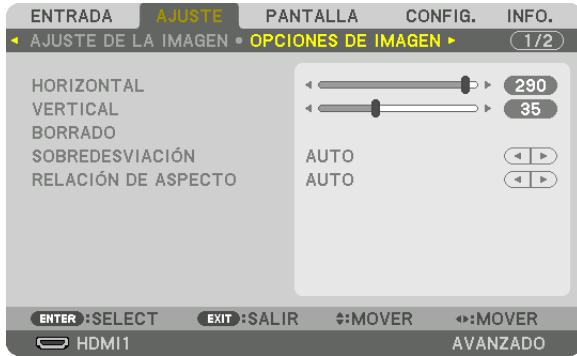 ENTRADA AJUSTE PANTALLA CONFIG. INFO.
AJUSTE DE LA IMAGEN • OPCIONES DE IMAGEN 1/2
HORIZONTAL 290
VERTICAL 35
BORRADO
SOBREDESVIACIÓN AUTO
RELACIÓN DE ASPECTO AUTO
ENTER :SELECT EXIT :SALIR :MOVER :MOVER
HDMI1 AVANZADO